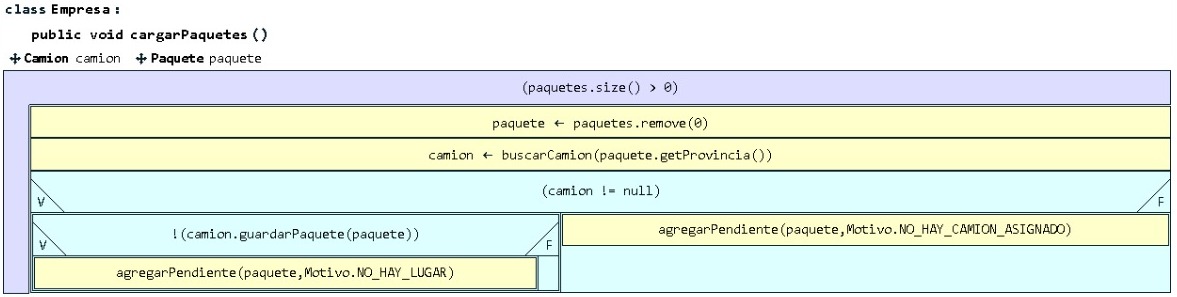 class Empresa:
public void cargarPaquetes ()
Camion camion Paquete paquete
(paquetes.size() > 0)
paquete ← paquetes.remove(0)
camion ← buscarCamion(paquete.getProvincia())
(camion != null)
V
F
!(camion.guardarPaquete(paquete))
V
F
agregarPendiente(paquete,Motivo.NO_HAY_CAMION_ASIGNADO)
agregarPendiente(paquete,Motivo.NO_HAY_LUGAR)